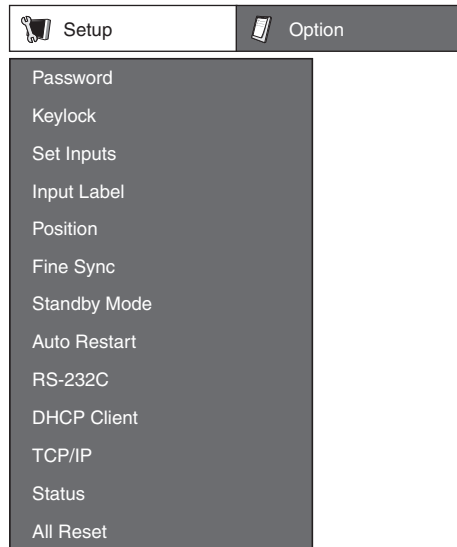 Setup Option
Password
Keylock
Set Inputs
Input Label
Position
Fine Sync
Standby Mode
Auto Restart
RS-232C
DHCP Client
TCP/IP
Status
All Reset